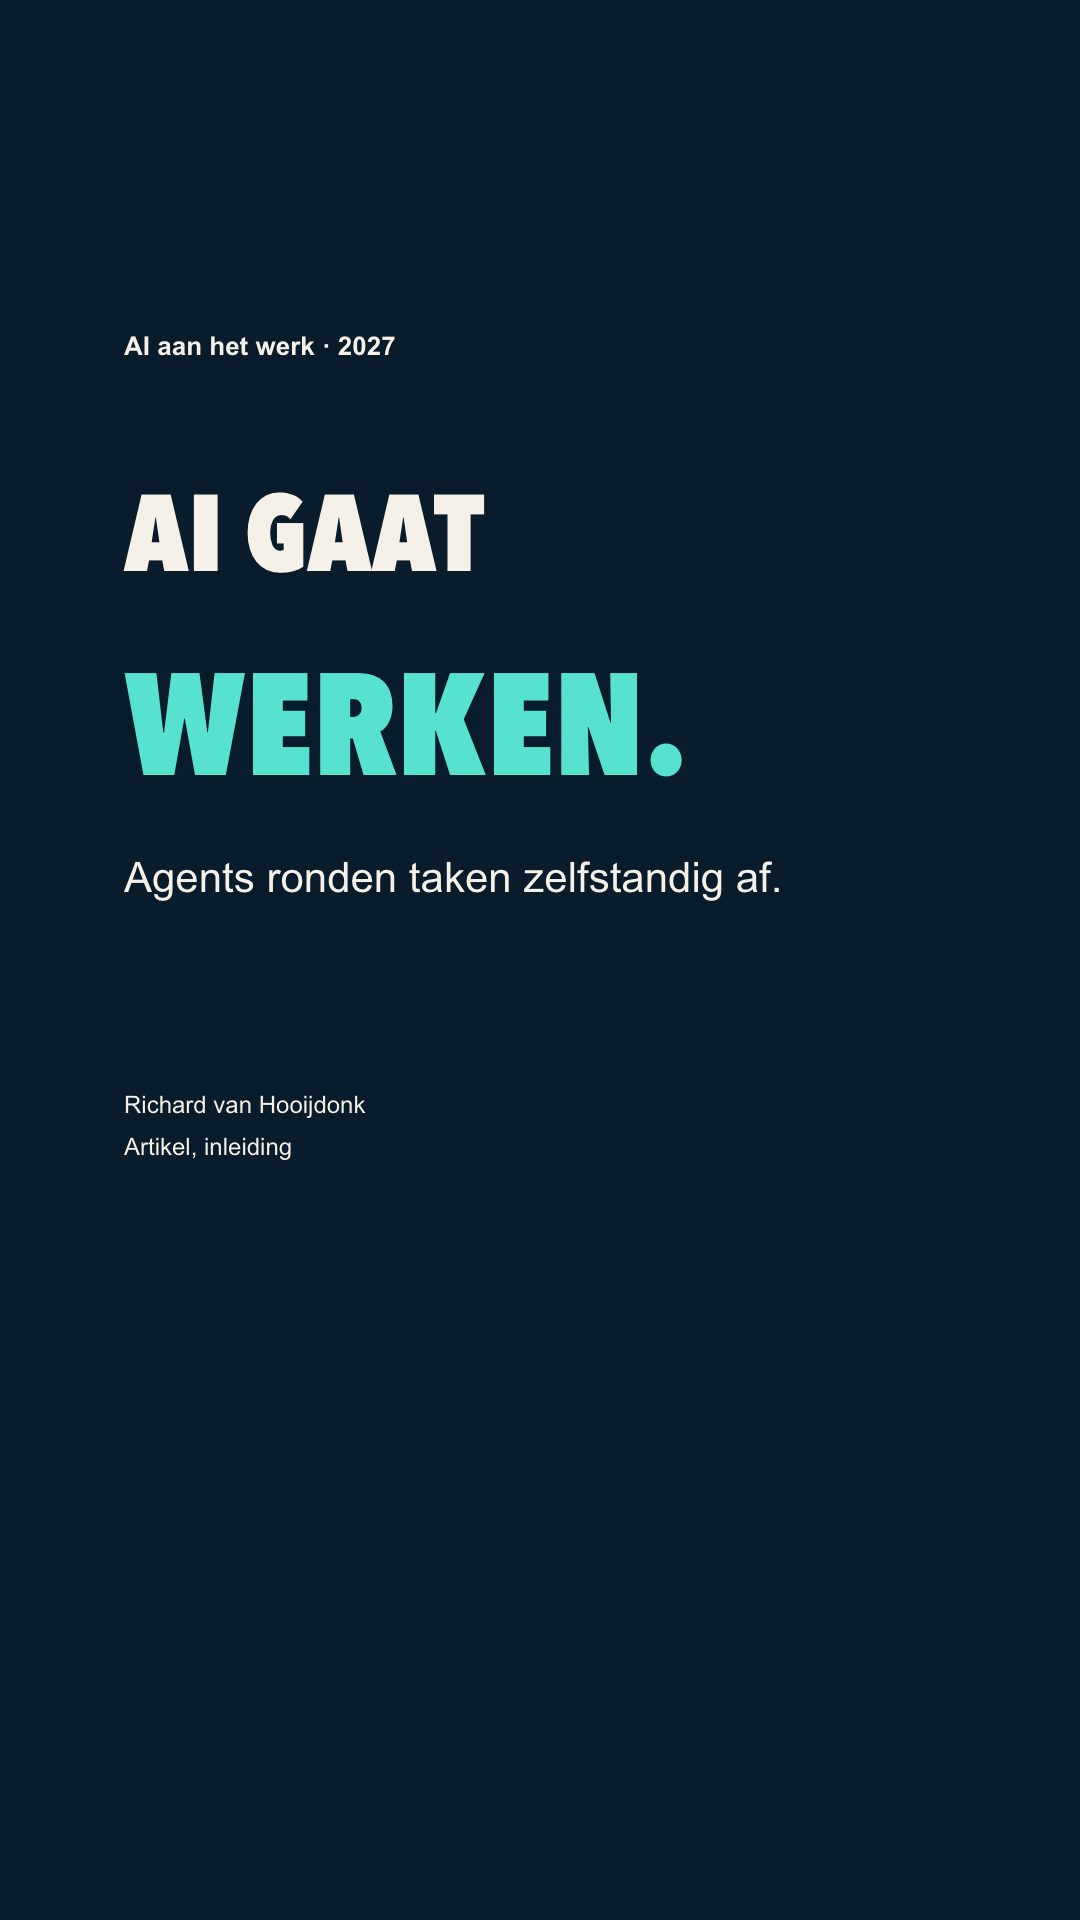 AI aan het werk · 2027
AI GAAT
WERKEN.
Agents ronden taken zelfstandig af.
Richard van Hooijdonk
Artikel, inleiding